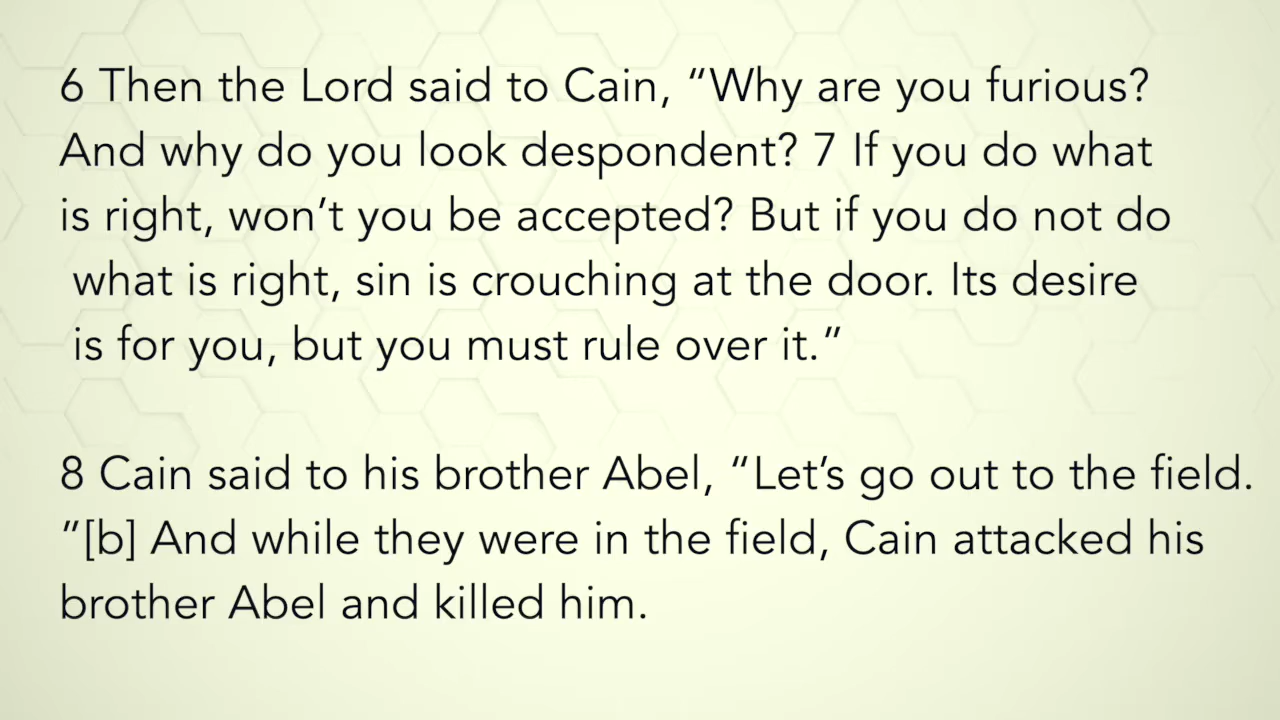 6 Then the Lord said to Cain, “Why are you furious?
And why do you look despondent? 7 If you do what
is right, won’t you be accepted? But if you do not do
what is right, sin is crouching at the door. Its desire
is for you, but you must rule over it.”
8 Cain said to his brother Abel, “Let’s go out to the field.
”[b] And while they were in the field, Cain attacked his
brother Abel and killed him.